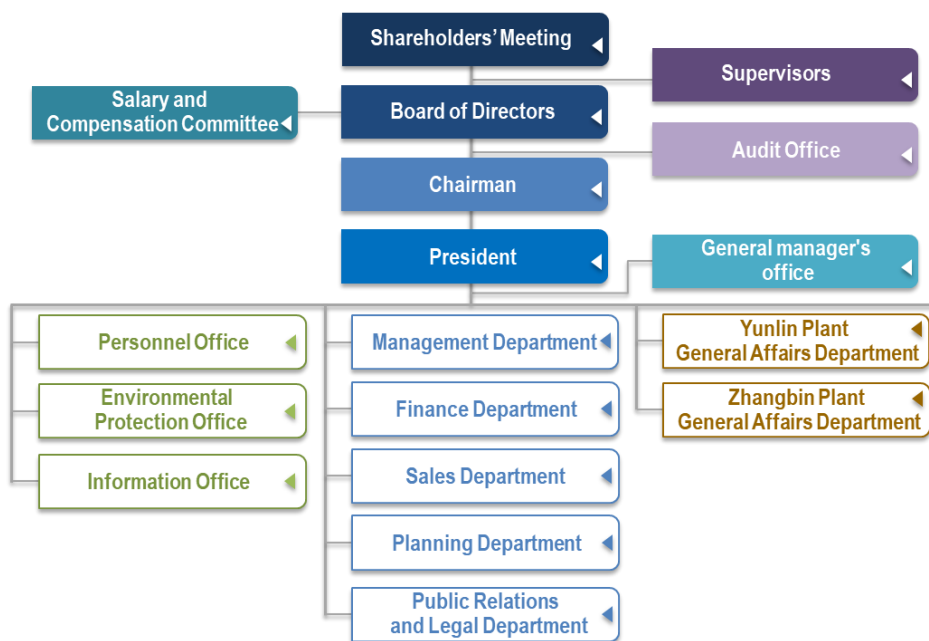 Shareholders’ Meeting
Supervisors
Salary and
Compensation Committee
Board of Directors
Audit Office
Chairman
President
General manager's
office
Personnel Office
Environmental
Protection Office
Information Office
Management Department
Finance Department
Sales Department
Planning Department
Public Relations
and Legal Department
Yunlin Plant
General Affairs Department
Zhangbin Plant
General Affairs Department